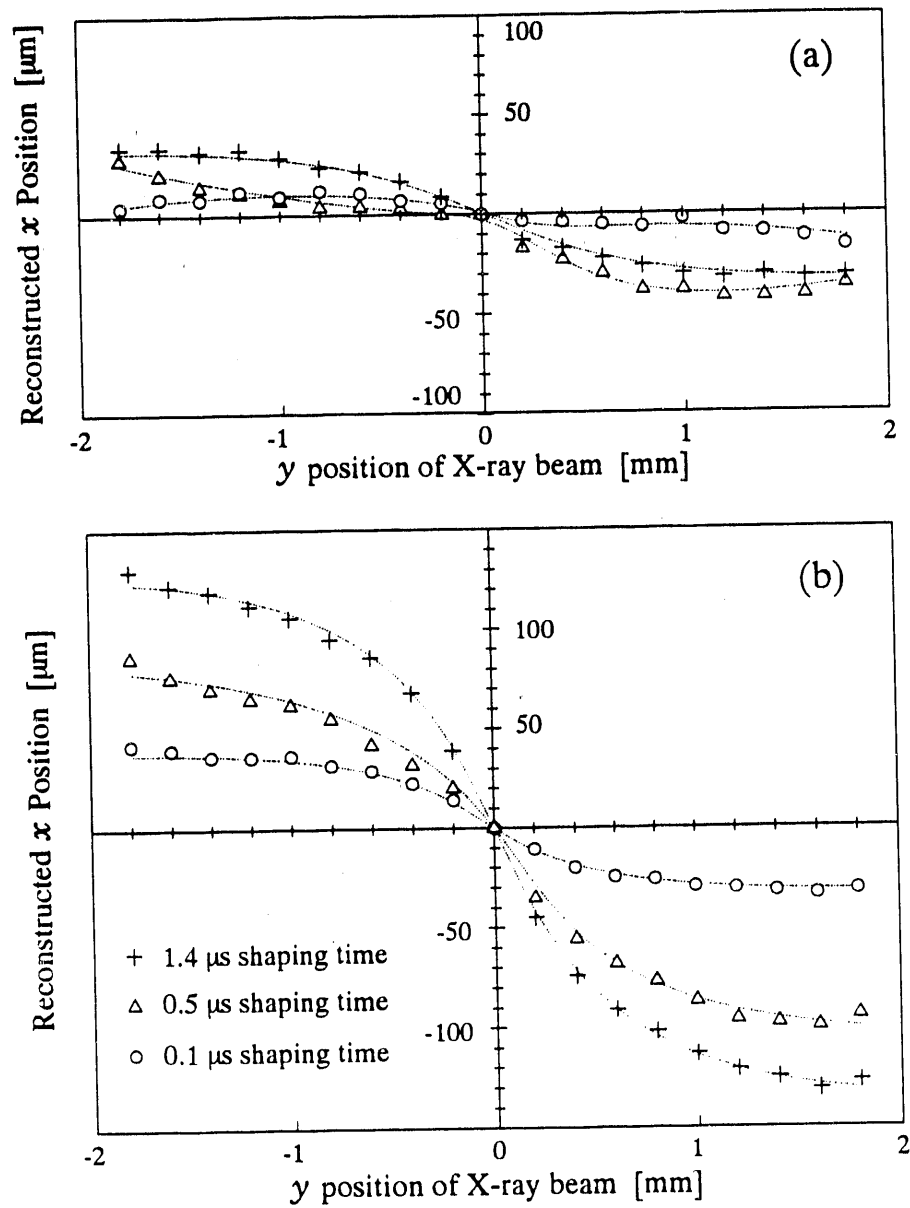 Reconstructed x Position [μm]
(a)
100
50
-50
-100
-2
-1
0
1
2
y position of X-ray beam [mm]
Reconstructed x Position [μm]
(b)
100
50
-50
-100
+ 1.4 μs shaping time
△ 0.5 μs shaping time
○ 0.1 μs shaping time
-2
-1
0
1
2
y position of X-ray beam [mm]